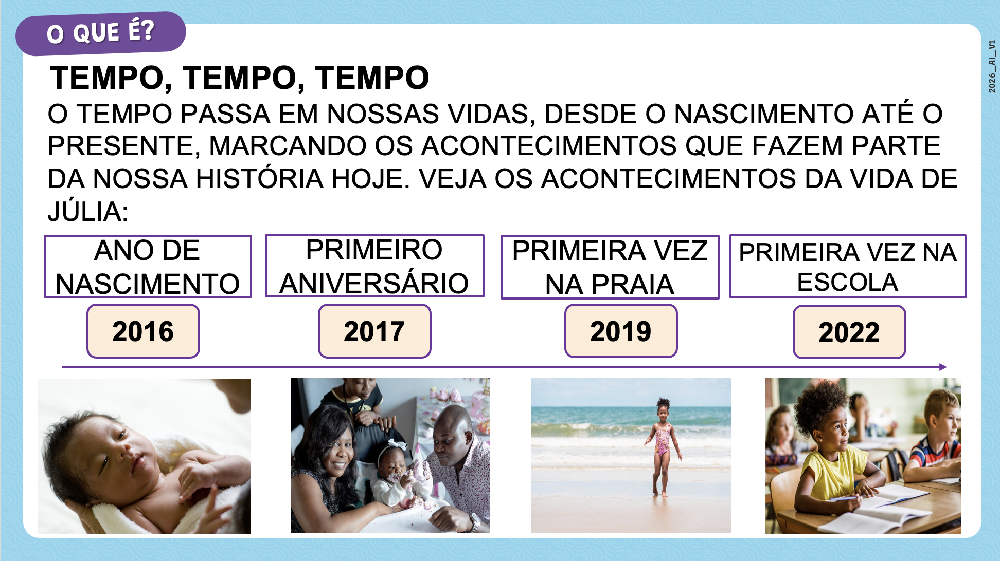 O QUE É?
2026_AI_V1
TEMPO, TEMPO, TEMPO
O TEMPO PASSA EM NOSSAS VIDAS, DESDE O NASCIMENTO ATÉ O
PRESENTE, MARCANDO OS ACONTECIMENTOS QUE FAZEM PARTE
DA NOSSA HISTÓRIA HOJE. VEJA OS ACONTECIMENTOS DA VIDA DE
JÚLIA:
ANO DE
NASCIMENTO
PRIMEIRO
ANIVERSÁRIO
PRIMEIRA VEZ
NA PRAIA
PRIMEIRA VEZ NA
ESCOLA
2016
2017
2019
2022